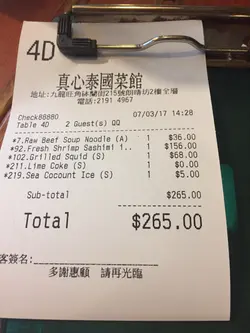 4D
真心泰國菜館
地址:九龍旺角砵蘭街215號朗晴坊2樓全層
電話:2191 4967
Check88880 07/03/17 14:28
Table 4D 2 Guest(s) QQ
*7.Raw Beef Soup Noodle (A) 1 $36.00
*92.Fresh Shrimp Sashimi i.. 1 $156.00
*102.Grilled Squid (S) 1 $68.00
*211.Lime Coke (S) 1 $0.00
*219.Sea Cocount Ice (S) 1 $5.00
Sub-total $265.00
Total $265.00
客簽名:
多謝惠顧 請再光臨